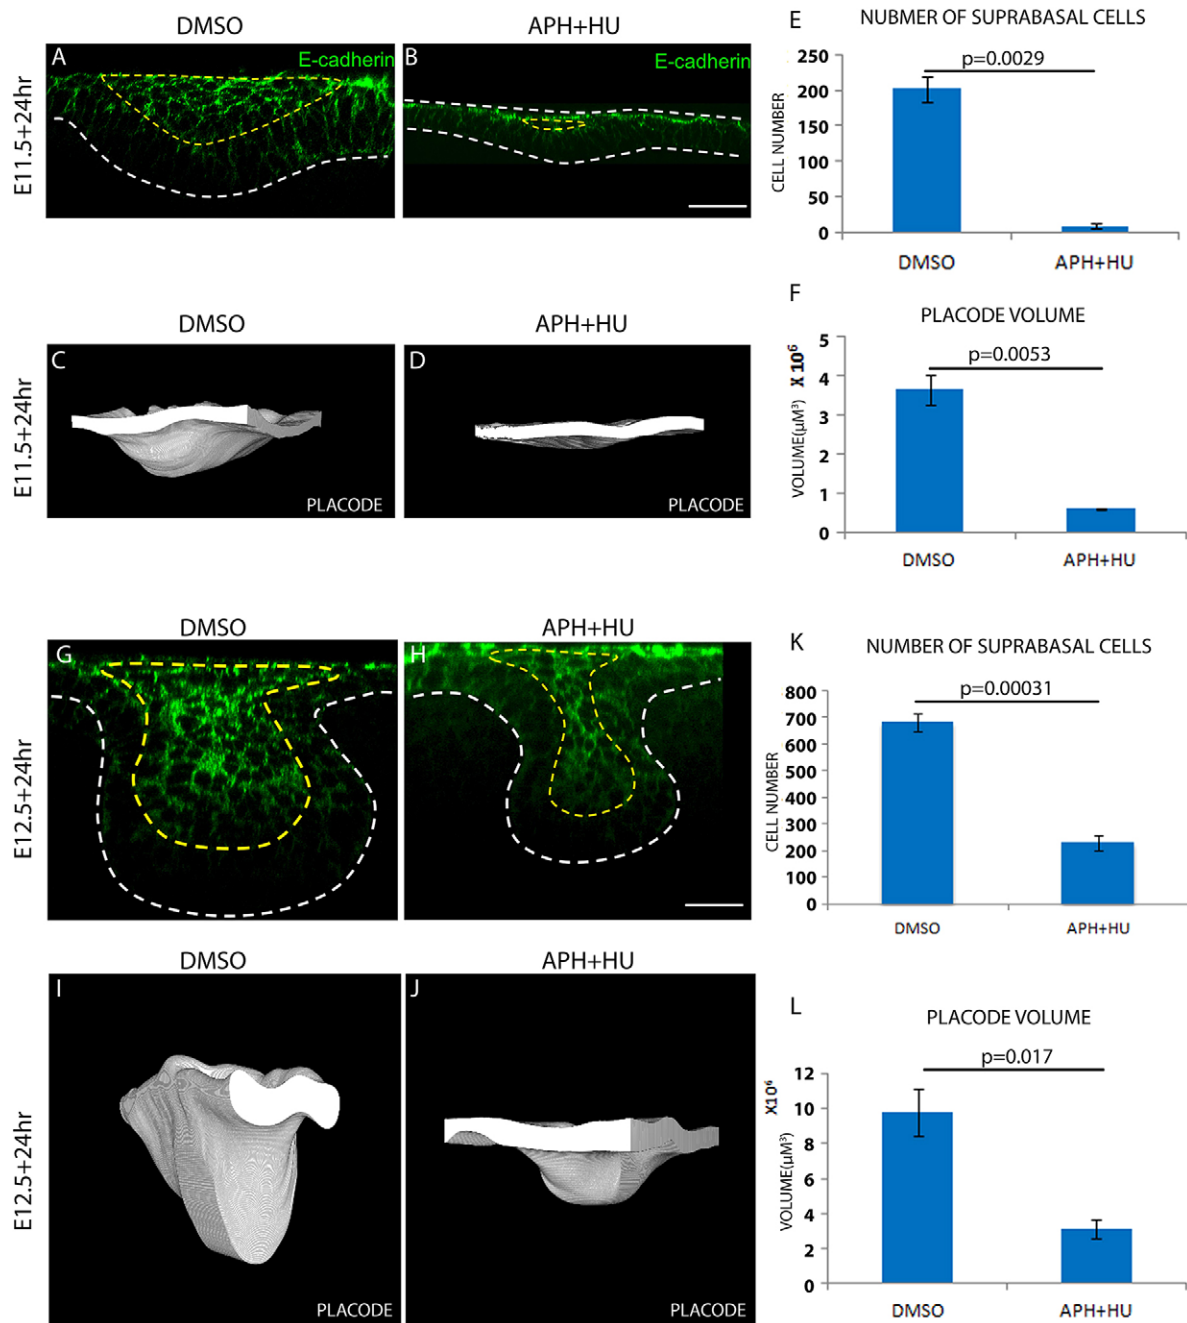 DMSO
APH+HU
E11.5+24hr
A
E-cadherin
B
E-cadherin
E
NUBMER OF SUPRABASAL CELLS
p=0.0029
CELL NUMBER
250
200
150
100
50
0
DMSO
APH+HU
DMSO
APH+HU
E11.5+24hr
C
PLACODE
D
PLACODE
F
PLACODE VOLUME
p=0.0053
VOLUME(µM³) X 10⁶
5
4
3
2
1
0
DMSO
APH+HU
DMSO
APH+HU
E12.5+24hr
G
H
K
NUMBER OF SUPRABASAL CELLS
p=0.00031
CELL NUMBER
800
700
600
500
400
300
200
100
0
DMSO
APH+HU
DMSO
APH+HU
E12.5+24hr
I
PLACODE
J
PLACODE
L
PLACODE VOLUME
p=0.017
VOLUME(µM³) X10⁶
12
10
8
6
4
2
0
DMSO
APH+HU